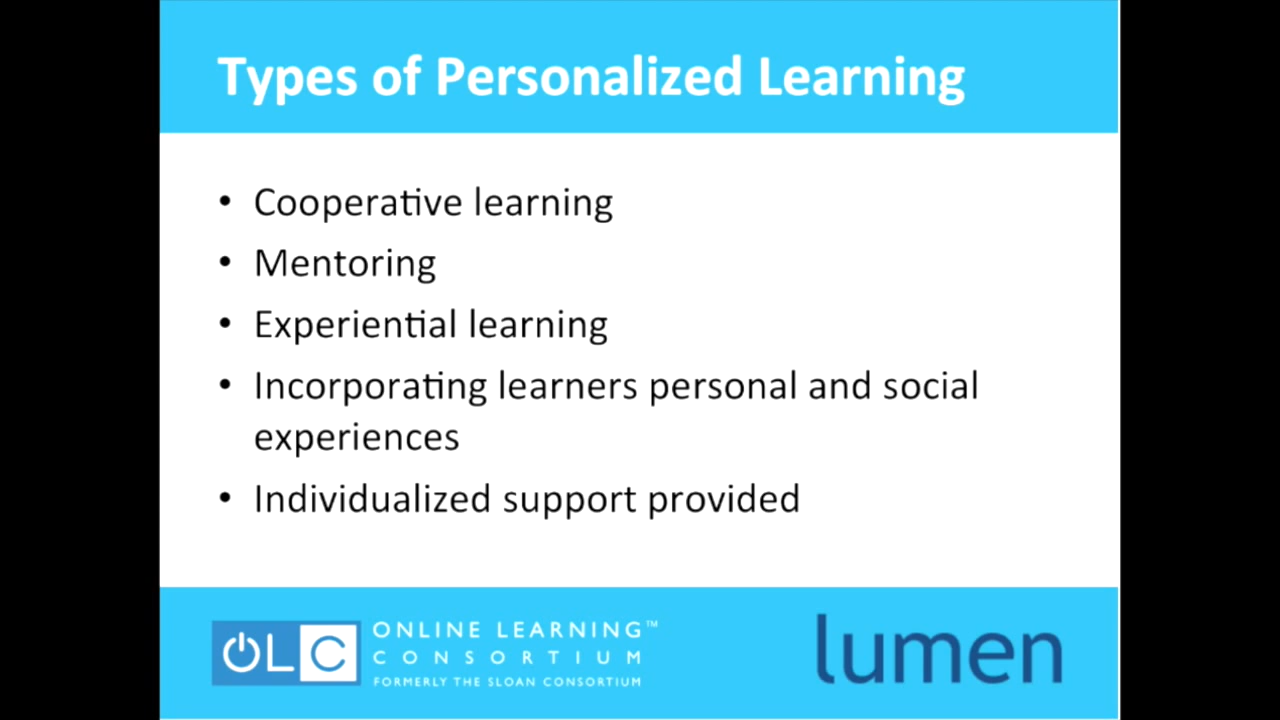 Types of Personalized Learning
• Cooperative learning
• Mentoring
• Experiential learning
• Incorporating learners personal and social
experiences
• Individualized support provided
OLC ONLINE LEARNING™
CONSORTIUM
FORMERLY THE SLOAN CONSORTIUM
lumen